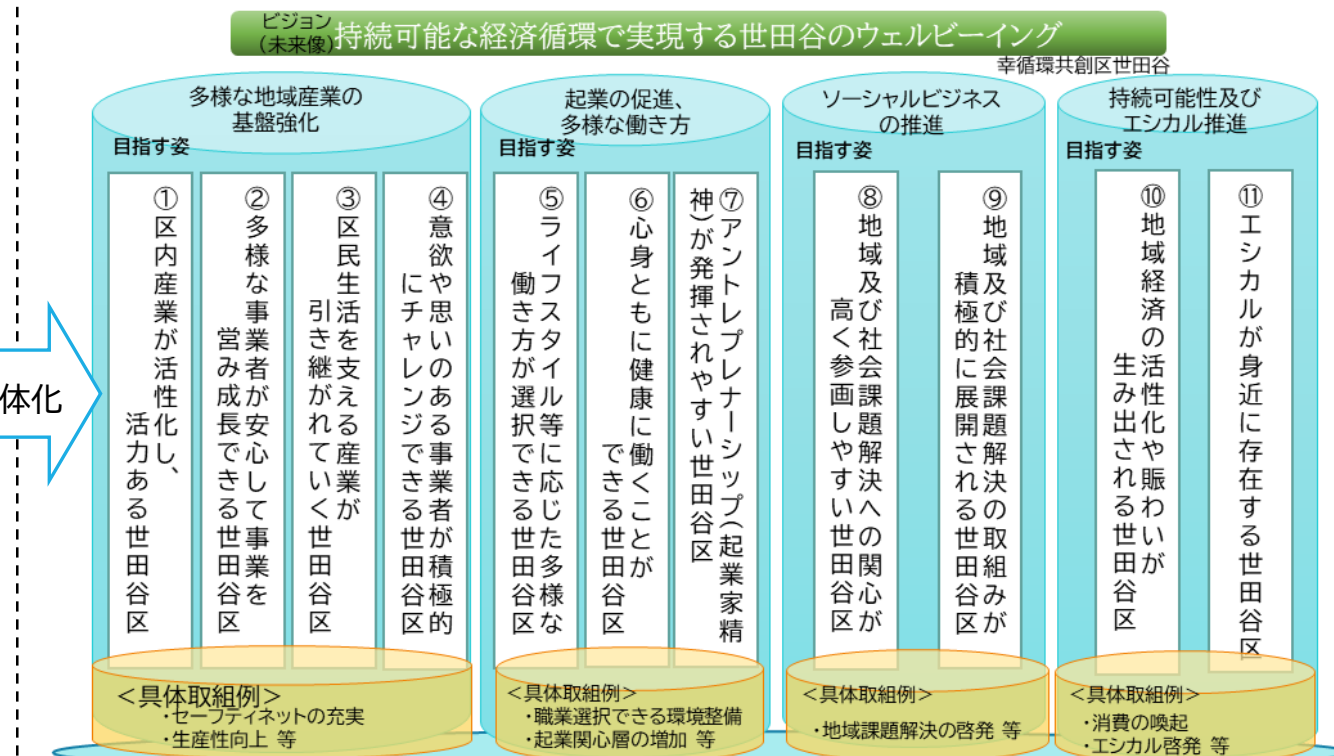 ビジョン
(未来像)
持続可能な経済循環で実現する世田谷のウェルビーイング
幸循環共創区世田谷
体化
多様な地域産業の
基盤強化
目指す姿
①区内産業が活性化し、
活力ある世田谷区
②多様な事業者が安心して事業を
営み成長できる世田谷区
③区民生活を支える産業が
引き継がれていく世田谷区
④意欲や思いのある事業者が積極的
にチャレンジできる世田谷区
<具体取組例>
・セーフティネットの充実
・生産性向上 等
起業の促進、
多様な働き方
目指す姿
⑤ライフスタイル等に応じた多様な
働き方が選択できる世田谷区
⑥心身ともに健康に働くことが
できる世田谷区
⑦アントレプレナーシップ(起業家精
神)が発揮されやすい世田谷区
<具体取組例>
・職業選択できる環境整備
・起業関心層の増加 等
ソーシャルビジネス
の推進
目指す姿
⑧地域及び社会課題解決への関心が
高く参画しやすい世田谷区
⑨地域及び社会課題解決の取組みが
積極的に展開される世田谷区
<具体取組例>
・地域課題解決の啓発 等
持続可能性及び
エシカル推進
目指す姿
⑩地域経済の活性化や賑わいが
生み出される世田谷区
⑪エシカルが身近に存在する世田谷区
<具体取組例>
・消費の喚起
・エシカル啓発 等